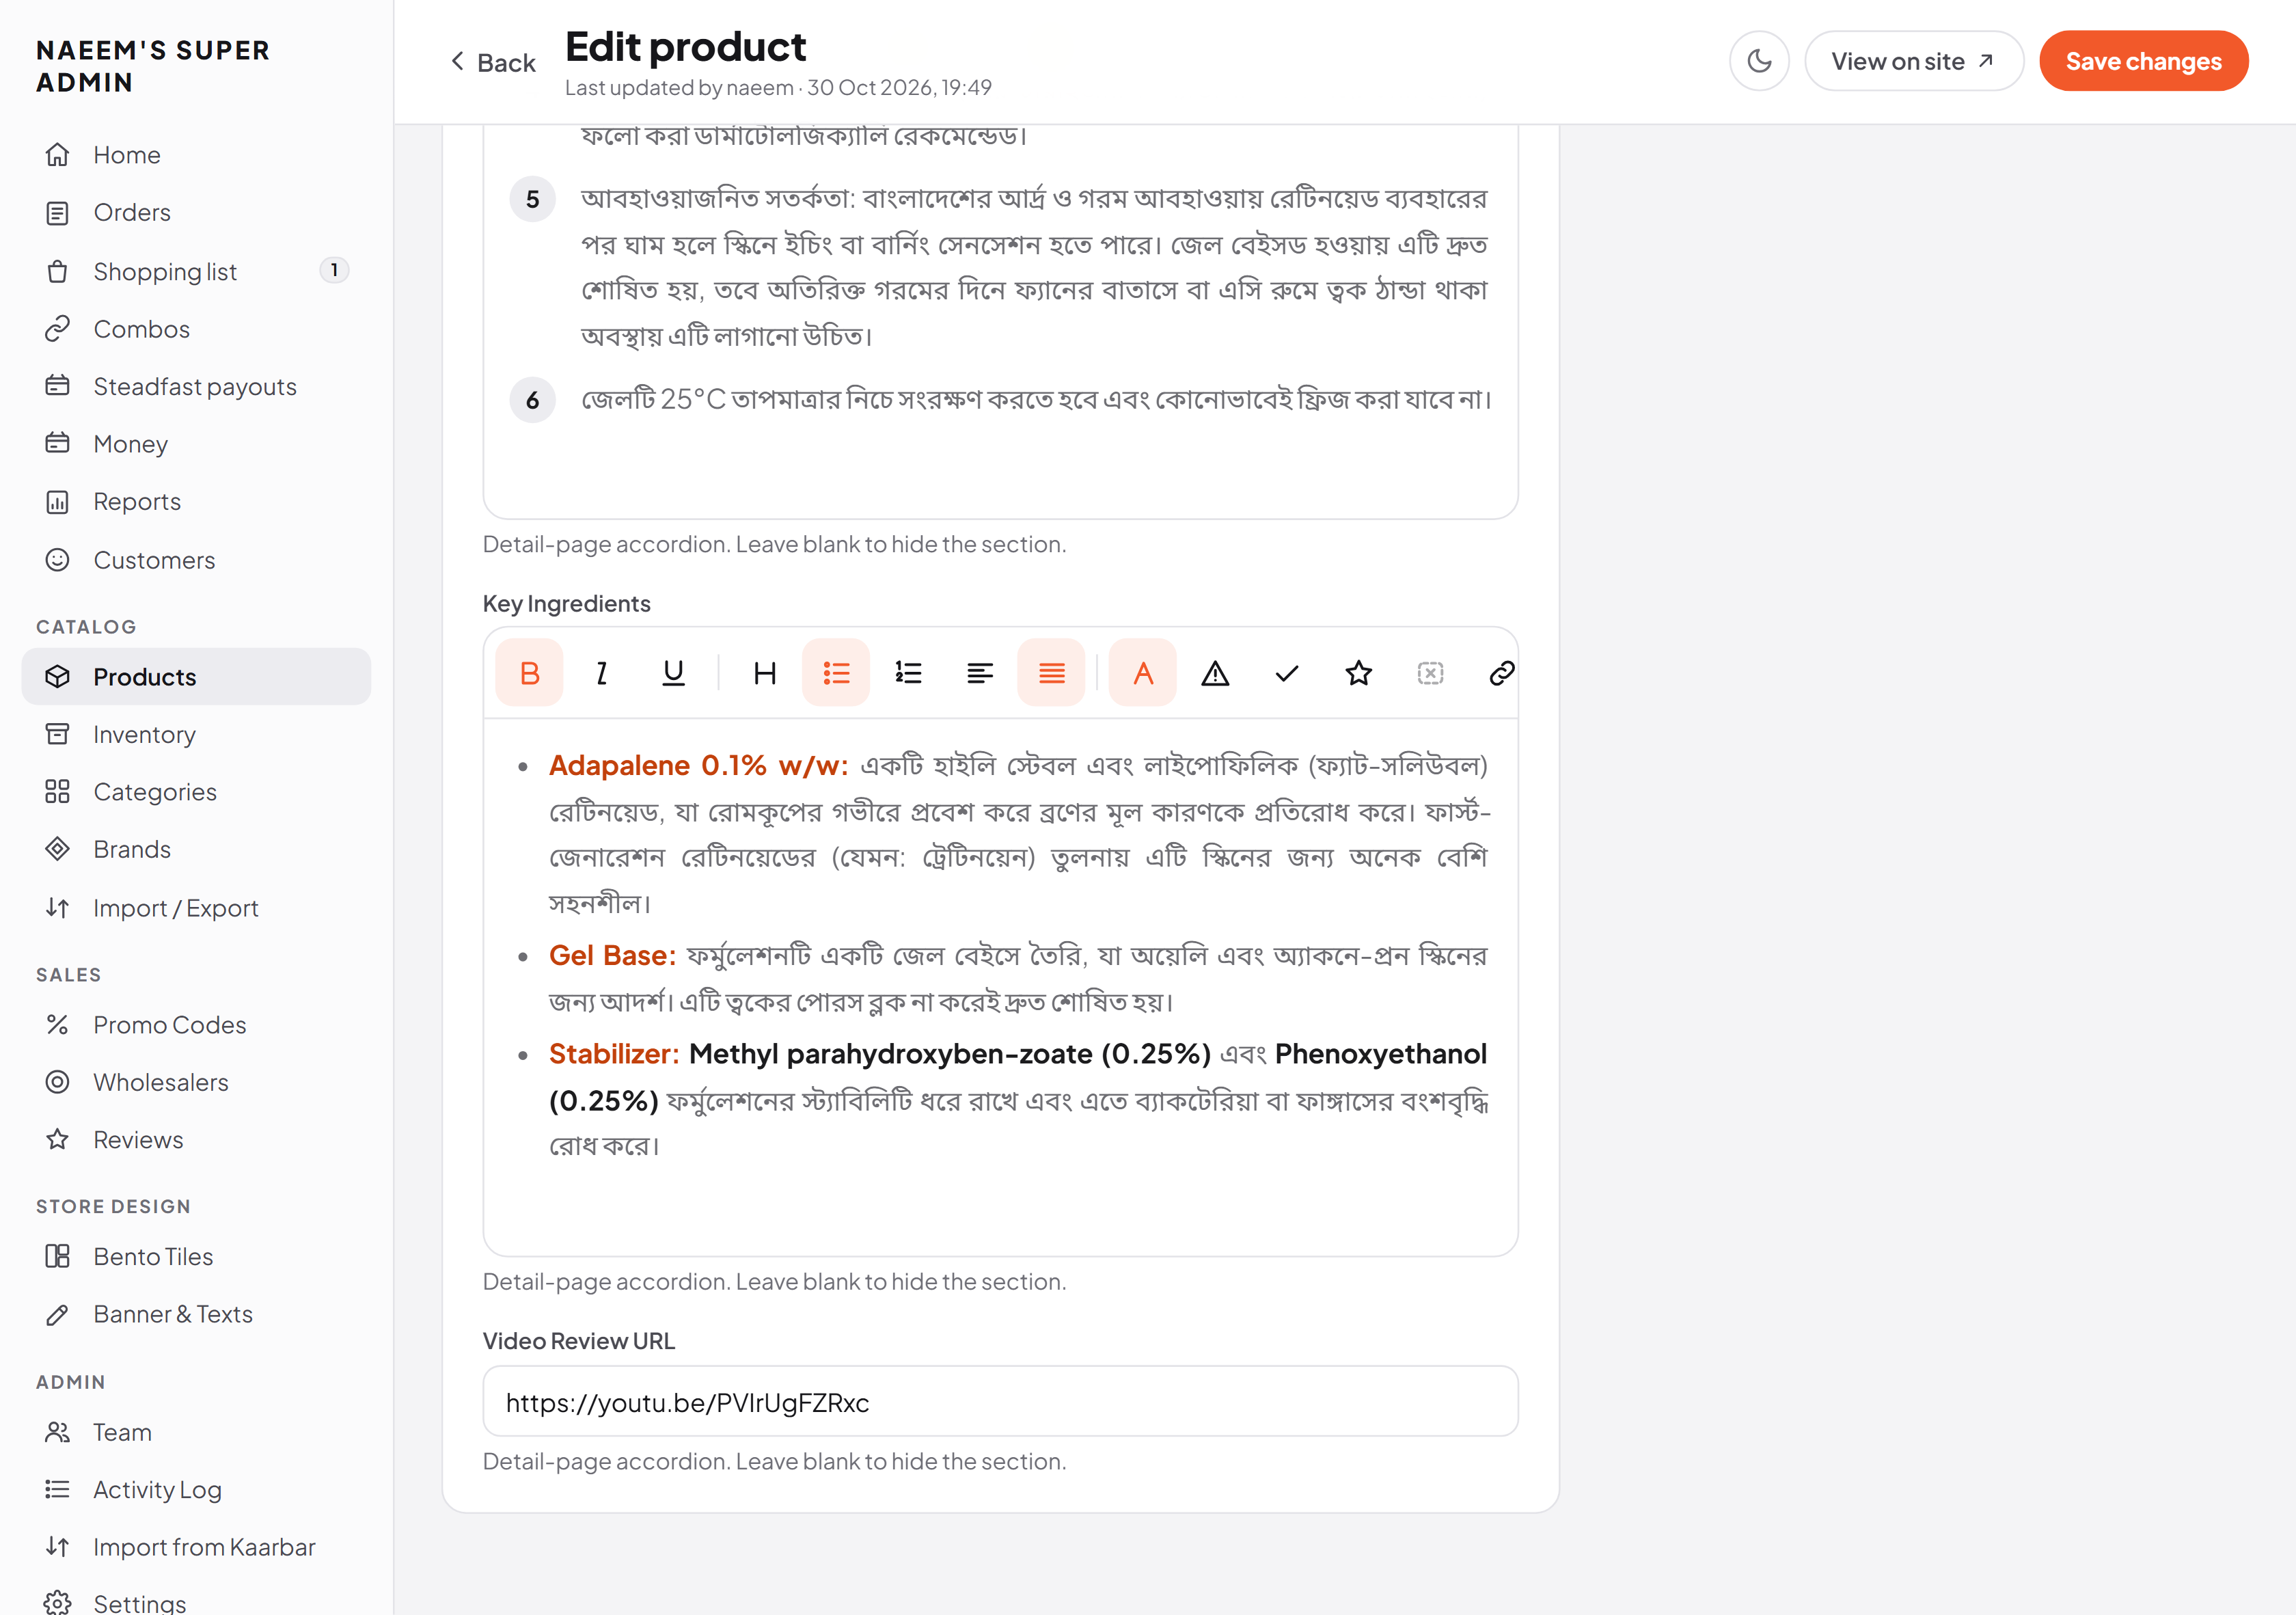 NAEEM'S SUPER
ADMIN
Home
Orders
Shopping list 1
Combos
Steadfast payouts
Money
Reports
Customers
CATALOG
Products
Inventory
Categories
Brands
Import / Export
SALES
Promo Codes
Wholesalers
Reviews
STORE DESIGN
Bento Tiles
Banner & Texts
ADMIN
Team
Activity Log
Import from Kaarbar
Settings
Back
Edit product
Last updated by naeem · 30 Oct 2026, 19:49
View on site
Save changes
ফলো করা ডার্মাটোলজিক্যালি রেকমেন্ডেড।
5 আবহাওয়াজনিত সতর্কতা: বাংলাদেশের আর্দ্র ও গরম আবহাওয়ায় রেটিনয়েড ব্যবহারের
পর ঘাম হলে স্কিনে ইচিং বা বার্নিং সেনসেশন হতে পারে। জেল বেইসড হওয়ায় এটি দ্রুত
শোষিত হয়, তবে অতিরিক্ত গরমের দিনে ফ্যানের বাতাসে বা এসি রুমে ত্বক ঠান্ডা থাকা
অবস্থায় এটি লাগানো উচিত।
6 জেলটি 25°C তাপমাত্রার নিচে সংরক্ষণ করতে হবে এবং কোনোভাবেই ফ্রিজ করা যাবে না।
Detail-page accordion. Leave blank to hide the section.
Key Ingredients
B I U H A
Adapalene 0.1% w/w: একটি হাইলি স্টেবল এবং লাইপোফিলিক (ফ্যাট-সলিউবল)
রেটিনয়েড, যা রোমকূপের গভীরে প্রবেশ করে ব্রণের মূল কারণকে প্রতিরোধ করে। ফার্স্ট-
জেনারেশন রেটিনয়েডের (যেমন: ট্রেটিনয়েন) তুলনায় এটি স্কিনের জন্য অনেক বেশি
সহনশীল।
Gel Base: ফর্মুলেশনটি একটি জেল বেইসে তৈরি, যা অয়েলি এবং অ্যাকনে-প্রন স্কিনের
জন্য আদর্শ। এটি ত্বকের পোরস ব্লক না করেই দ্রুত শোষিত হয়।
Stabilizer: Methyl parahydroxyben-zoate (0.25%) এবং Phenoxyethanol
(0.25%) ফর্মুলেশনের স্ট্যাবিলিটি ধরে রাখে এবং এতে ব্যাকটেরিয়া বা ফাঙ্গাসের বংশবৃদ্ধি
রোধ করে।
Detail-page accordion. Leave blank to hide the section.
Video Review URL
https://youtu.be/PVIrUgFZRxc
Detail-page accordion. Leave blank to hide the section.